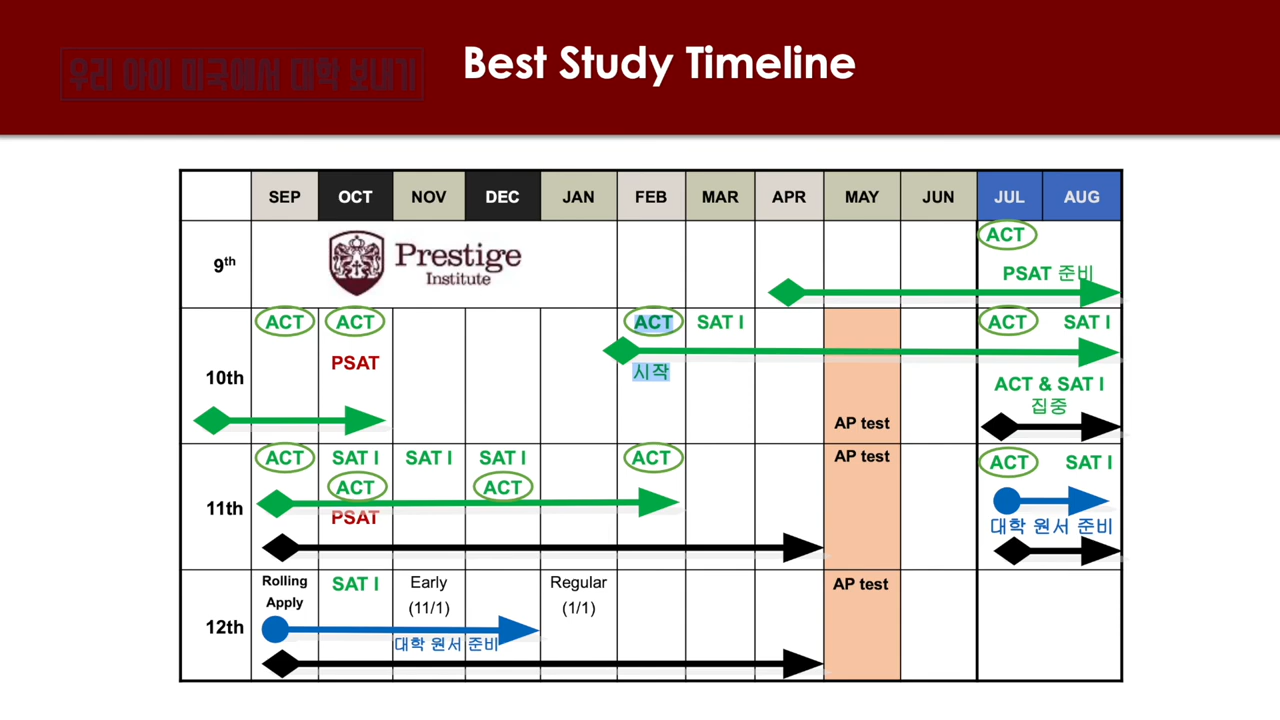 우리 아이 미국에서 대학 보내기
Best Study Timeline
SEP OCT NOV DEC JAN FEB MAR APR MAY JUN JUL AUG
9th
Prestige
Institute
ACT
PSAT 준비
10th
ACT ACT ACT SAT I ACT SAT I
PSAT
시작
ACT & SAT I
집중
AP test
11th
ACT SAT I SAT I SAT I ACT AP test ACT SAT I
ACT ACT
PSAT
대학 원서 준비
12th
Rolling
Apply
SAT I
Early
(11/1)
Regular
(1/1)
AP test
대학 원서 준비